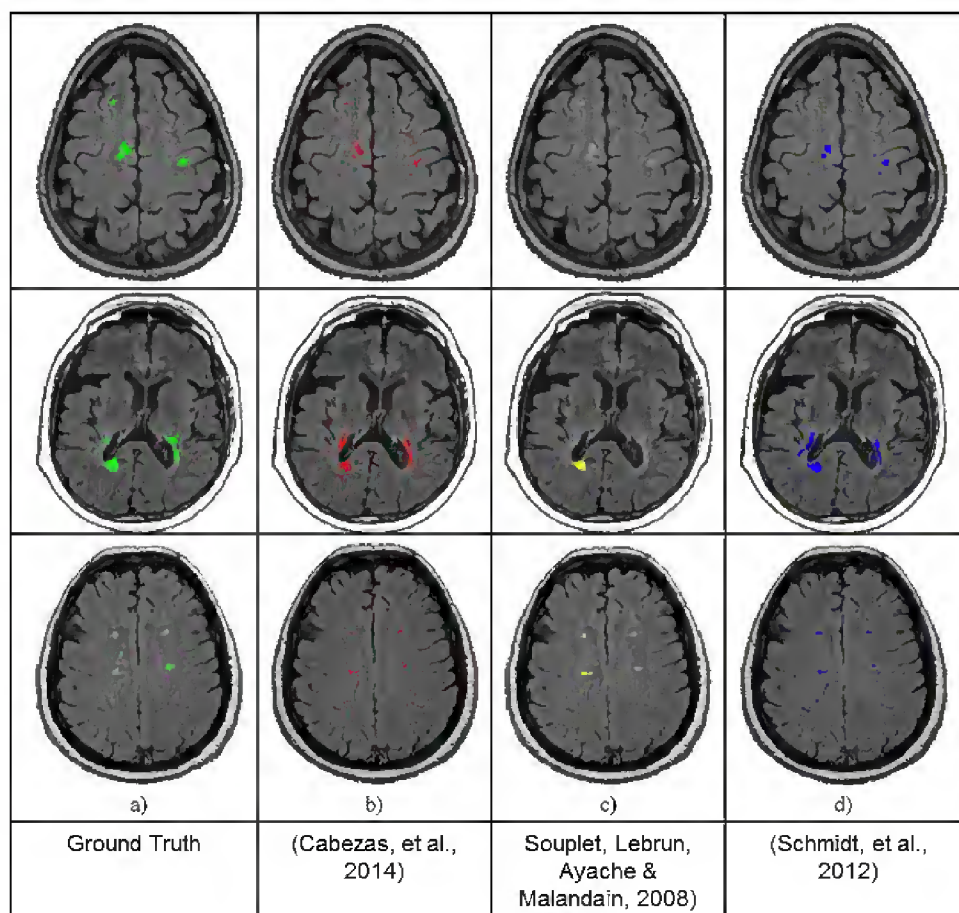 a)
b)
c)
d)
Ground Truth
(Cabezas, et al.,
2014)
Souplet, Lebrun,
Ayache &
Malandain, 2008)
(Schmidt, et al.,
2012)